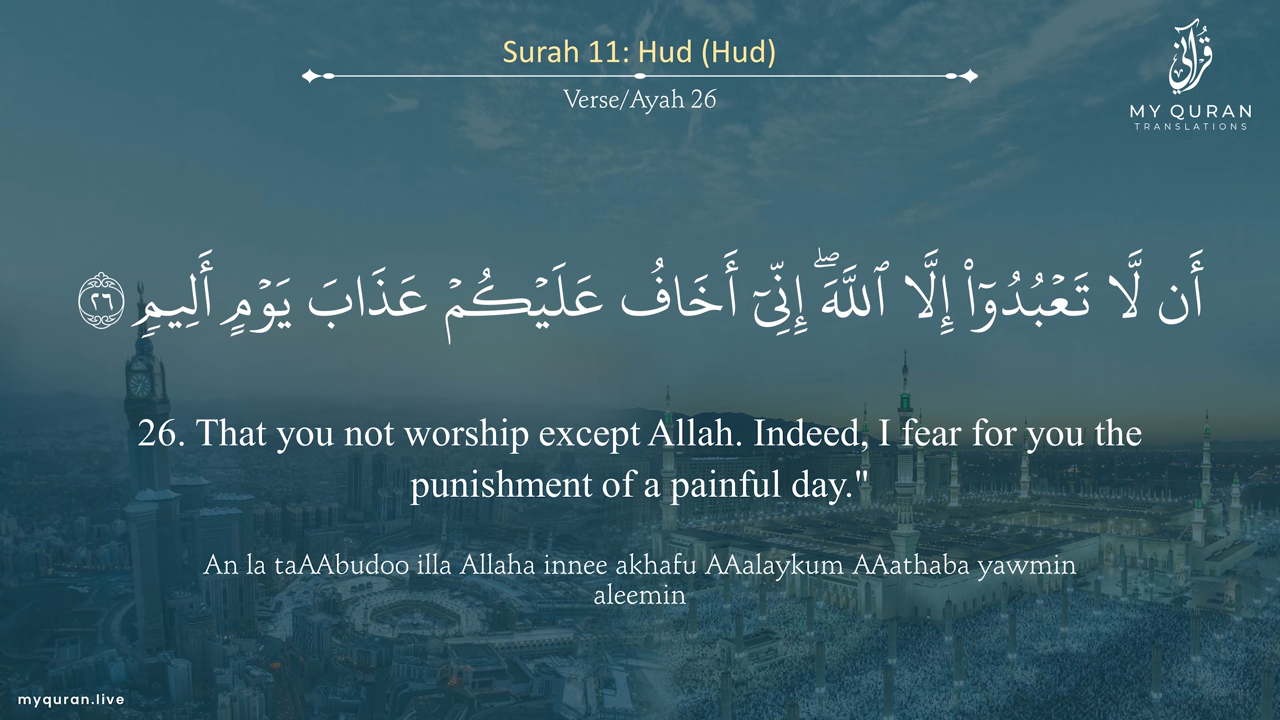 Surah 11: Hud (Hud)
Verse/Ayah 26
قرآني
MY QURAN
TRANSLATIONS
أَن لَّا تَعْبُدُوٓا۟ إِلَّا ٱللَّهَ ۖ إِنِّىٓ أَخَافُ عَلَيْكُمْ عَذَابَ يَوْمٍ أَلِيمٍ ٢٦
26. That you not worship except Allah. Indeed, I fear for you the
punishment of a painful day."
An la taAAbudoo illa Allaha innee akhafu AAalaykum AAathaba yawmin
aleemin
myquran.live